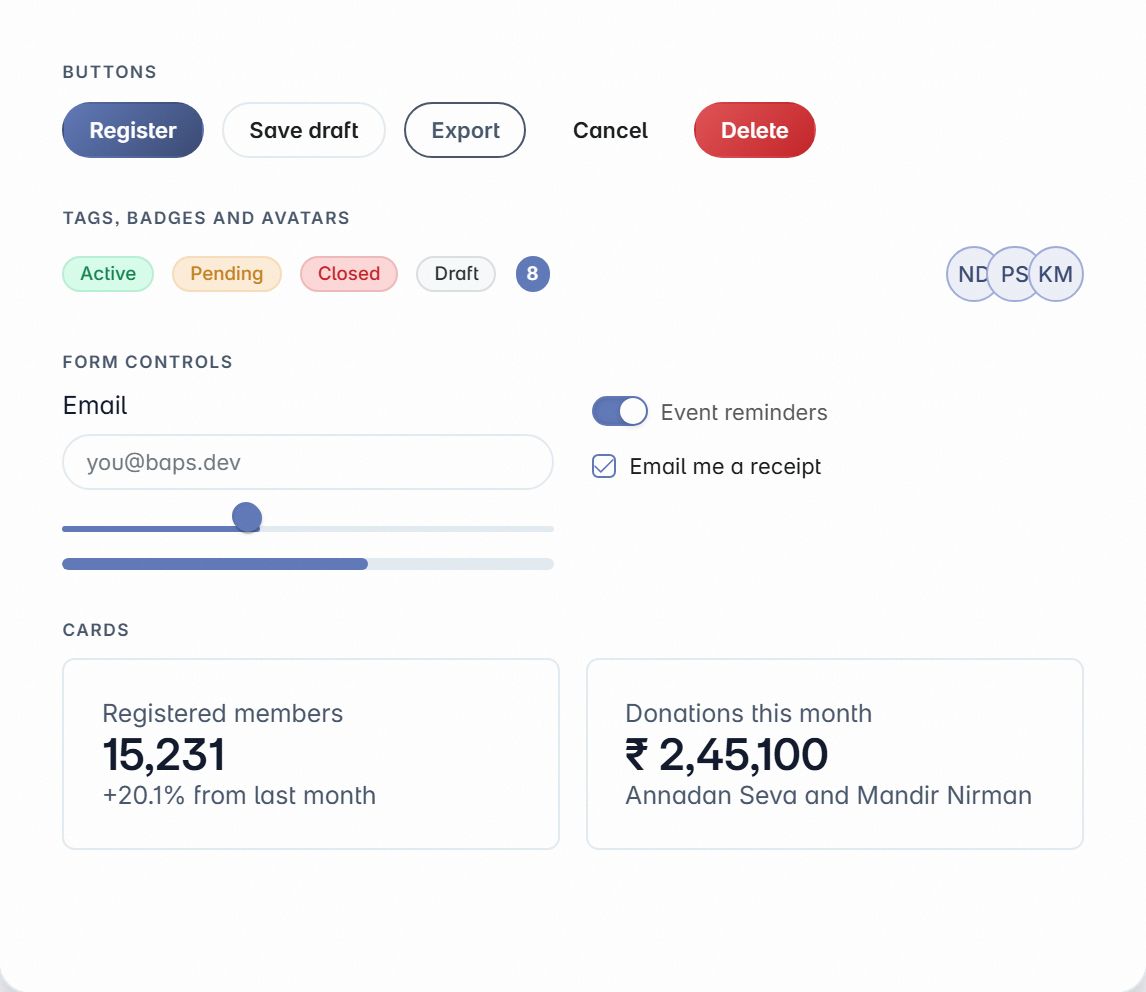 BUTTONS
Register Save draft Export Cancel Delete
TAGS, BADGES AND AVATARS
Active Pending Closed Draft 8 ND PS KM
FORM CONTROLS
Email
Event reminders
you@baps.dev
Email me a receipt
CARDS
Registered members
15,231
+20.1% from last month
Donations this month
₹ 2,45,100
Annadan Seva and Mandir Nirman